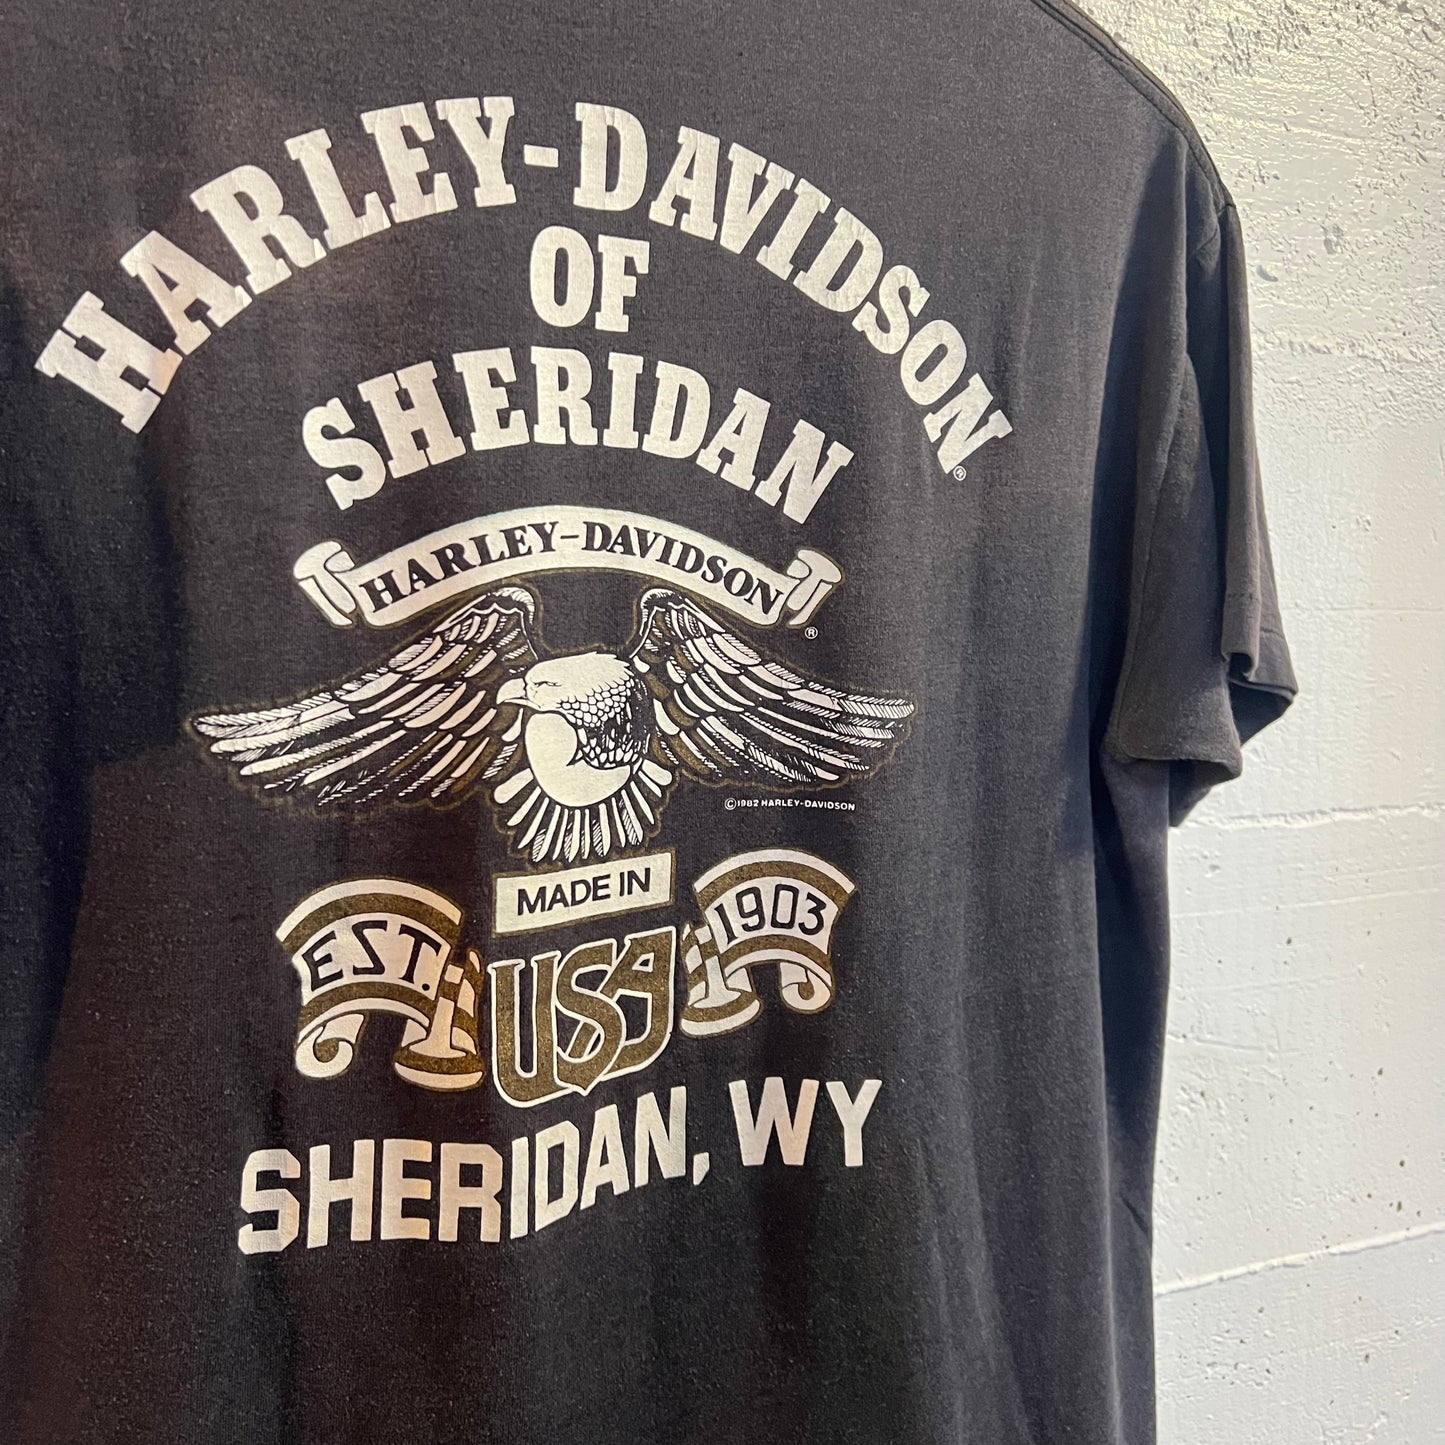 HARLEY-DAVIDSON®
OF
SHERIDAN
HARLEY-DAVIDSON
®
©1982 HARLEY-DAVIDSON
MADE IN
EST. USA 1903
SHERIDAN, WY